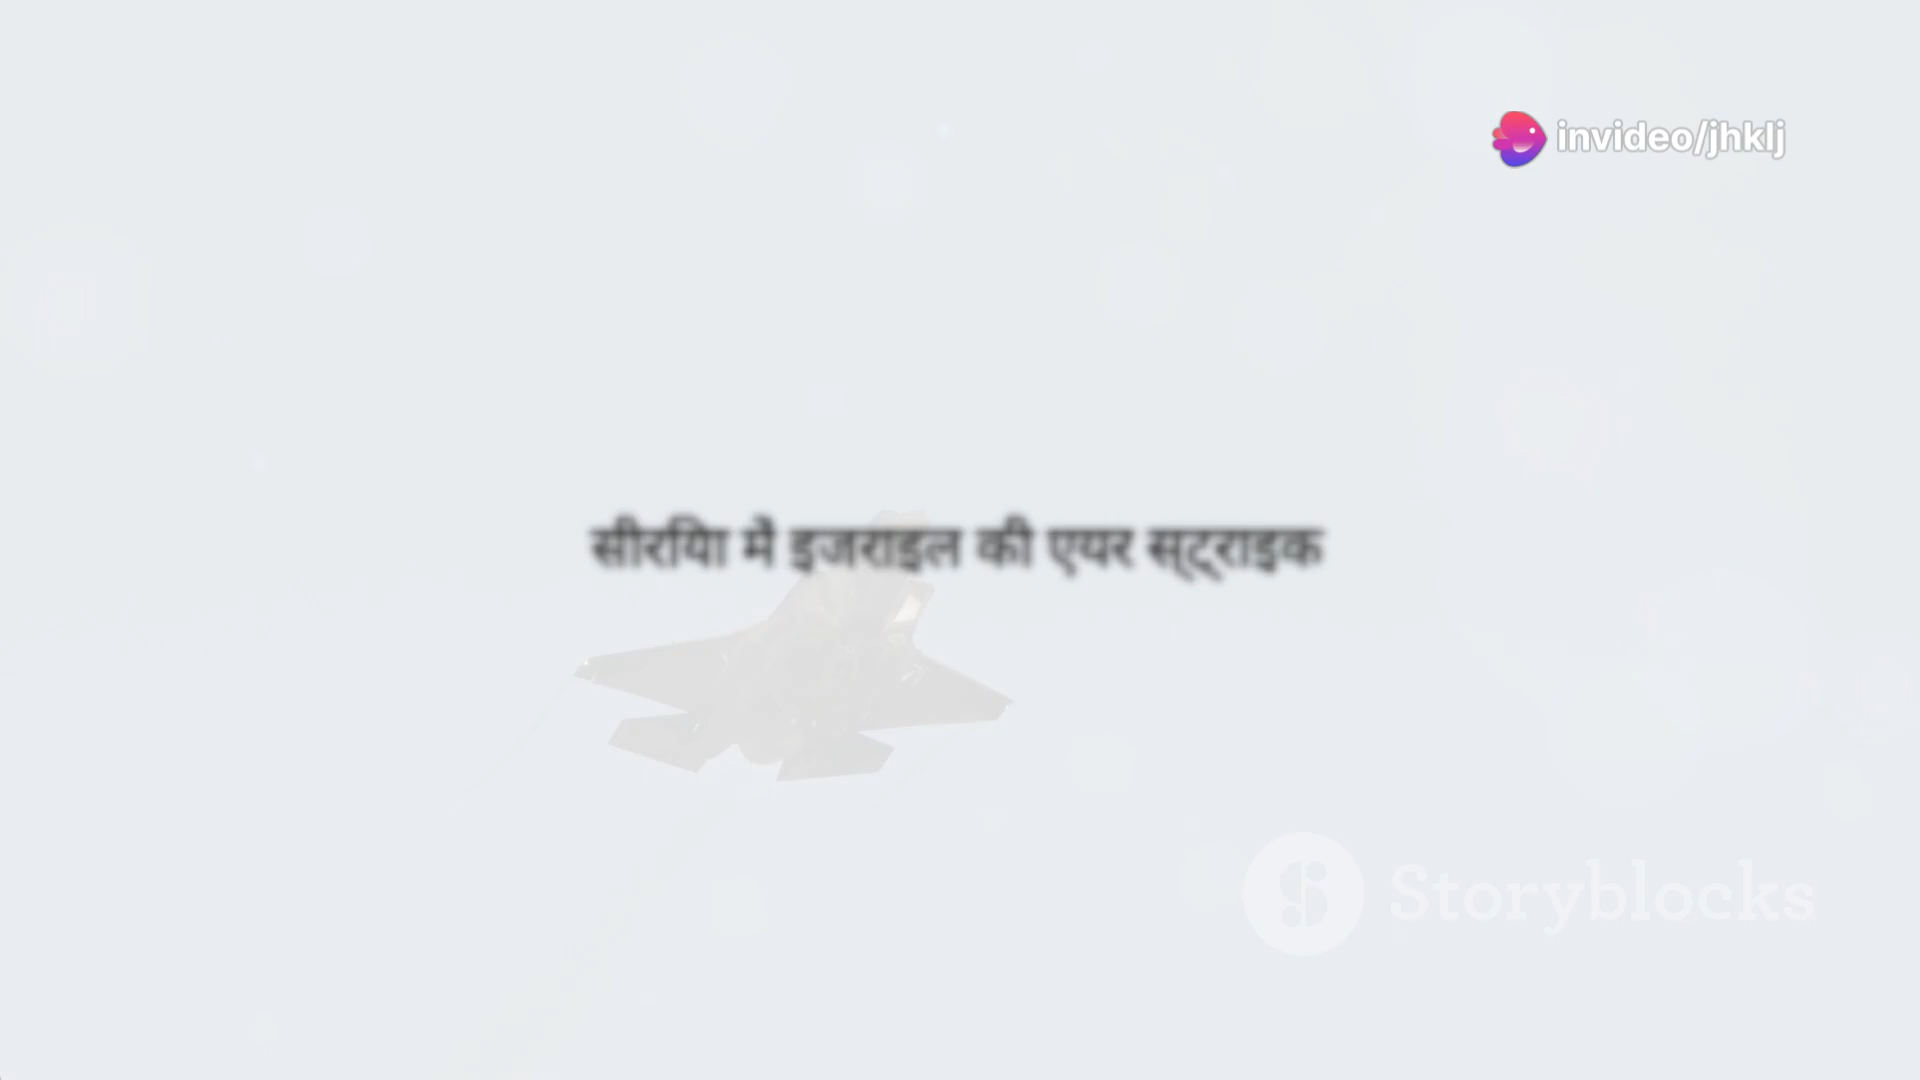 invideo/jhklj
सीरिया में इजराइल की एयर स्ट्राइक
Storyblocks